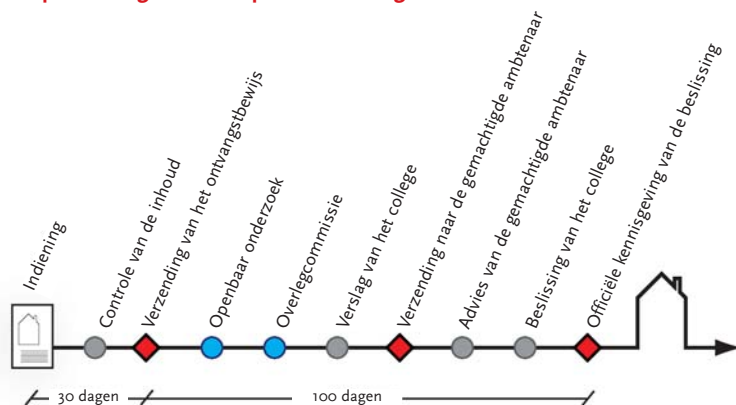 Indiening
Controle van de inhoud
Verzending van het ontvangstbewijs
Openbaar onderzoek
Overlegcommissie
Verslag van het college
Verzending naar de gemachtigde ambtenaar
Advies van de gemachtigde ambtenaar
Beslissing van het college
Officiële kennisgeving van de beslissing
30 dagen
100 dagen